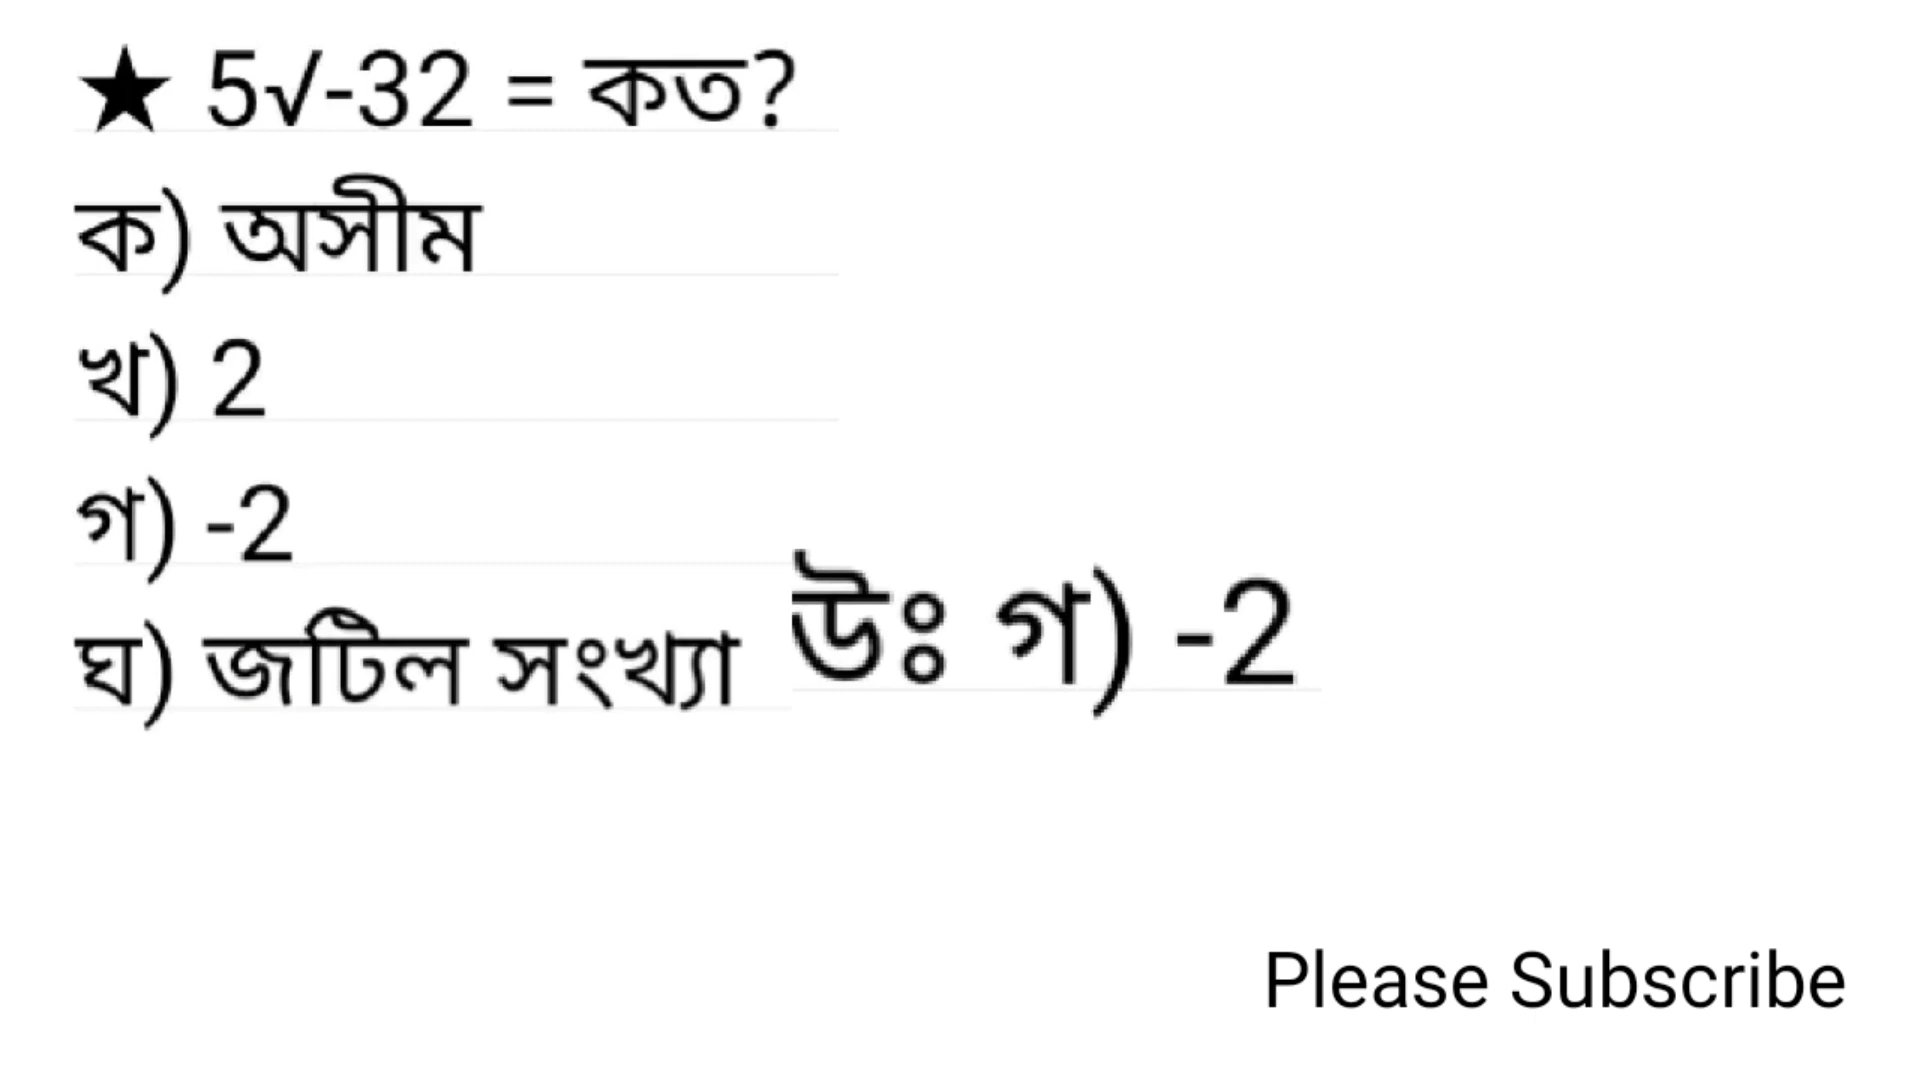 ★ 5√-32 = কত?
ক) অসীম
খ) 2
গ) -2
ঘ) জটিল সংখ্যা
উঃ গ) -2
Please Subscribe